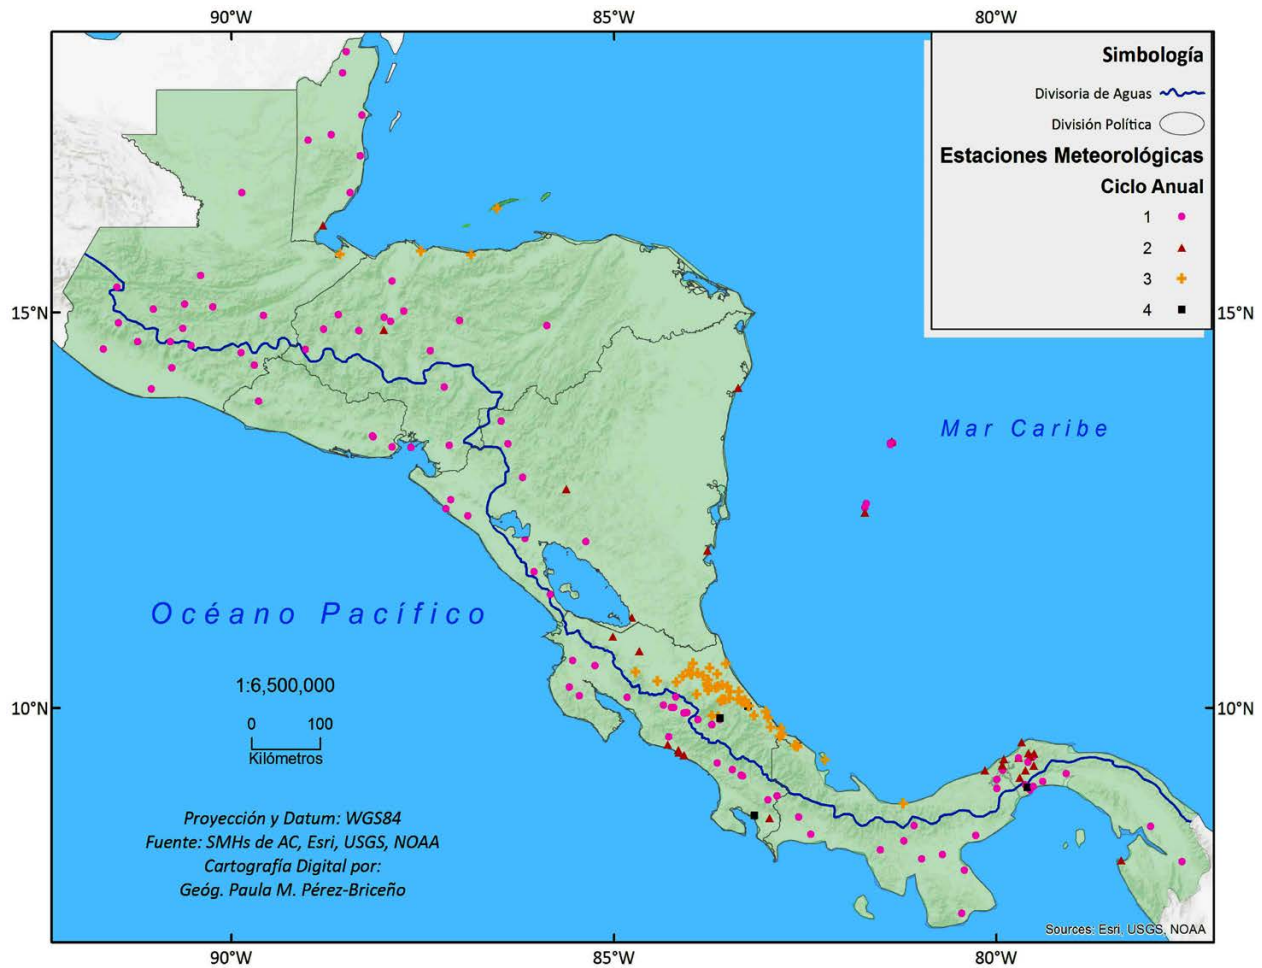 90°W 85°W 80°W
Simbología
Divisoria de Aguas
División Política
Estaciones Meteorológicas
Ciclo Anual
1
2
3
4
15°N 15°N
Mar Caribe
Océano Pacífico
1:6,500,000
0 100
Kilómetros
10°N 10°N
Proyección y Datum: WGS84
Fuente: SMHs de AC, Esri, USGS, NOAA
Cartografía Digital por:
Geóg. Paula M. Pérez-Briceño
Sources: Esri, USGS, NOAA
90°W 85°W 80°W